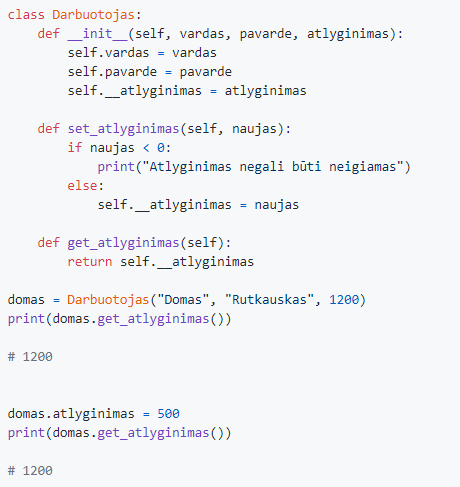 class Darbuotojas:
    def __init__(self, vardas, pavarde, atlyginimas):
        self.vardas = vardas
        self.pavarde = pavarde
        self.__atlyginimas = atlyginimas

    def set_atlyginimas(self, naujas):
        if naujas < 0:
            print("Atlyginimas negali būti neigiamas")
        else:
            self.__atlyginimas = naujas

    def get_atlyginimas(self):
        return self.__atlyginimas

domas = Darbuotojas("Domas", "Rutkauskas", 1200)
print(domas.get_atlyginimas())

# 1200


domas.atlyginimas = 500
print(domas.get_atlyginimas())

# 1200